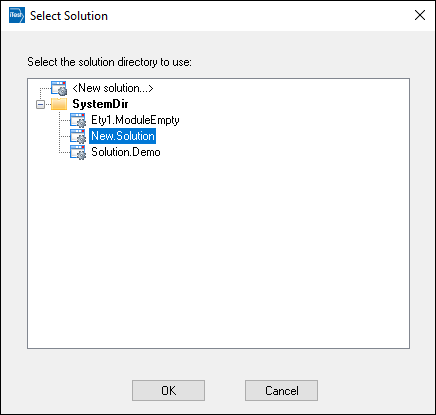 iTest
Select Solution
Select the solution directory to use:
<New solution...>
SystemDir
Ety1.ModuleEmpty
New.Solution
Solution.Demo
OK
Cancel